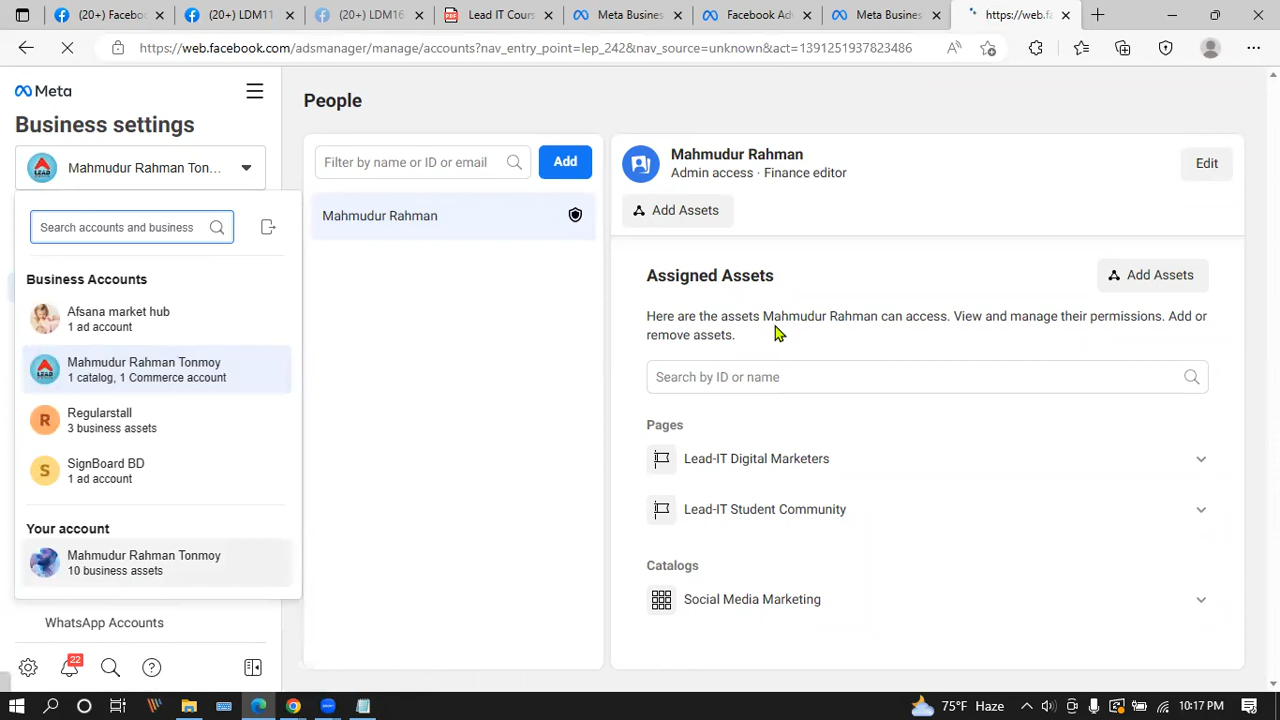 (20+) Faceb
(20+) LDM11
(20+) LDM16
Lead IT Cours
Meta Business
Facebook Adv
Meta Business
https://web.fa
https://web.facebook.com/adsmanager/manage/accounts?nav_entry_point=lep_242&nav_source=unknown&act=1391251937823486
Meta
Business settings
Mahmudur Rahman Ton...
Search accounts and business
Business Accounts
Afsana market hub
1 ad account
Mahmudur Rahman Tonmoy
1 catalog, 1 Commerce account
R
Regularstall
3 business assets
S
SignBoard BD
1 ad account
Your account
Mahmudur Rahman Tonmoy
10 business assets
WhatsApp Accounts
22
People
Filter by name or ID or email
Add
Mahmudur Rahman
Mahmudur Rahman
Admin access · Finance editor
Edit
Add Assets
Assigned Assets
Add Assets
Here are the assets Mahmudur Rahman can access. View and manage their permissions. Add or
remove assets.
Search by ID or name
Pages
Lead-IT Digital Marketers
Lead-IT Student Community
Catalogs
Social Media Marketing
75°F Haze
10:17 PM